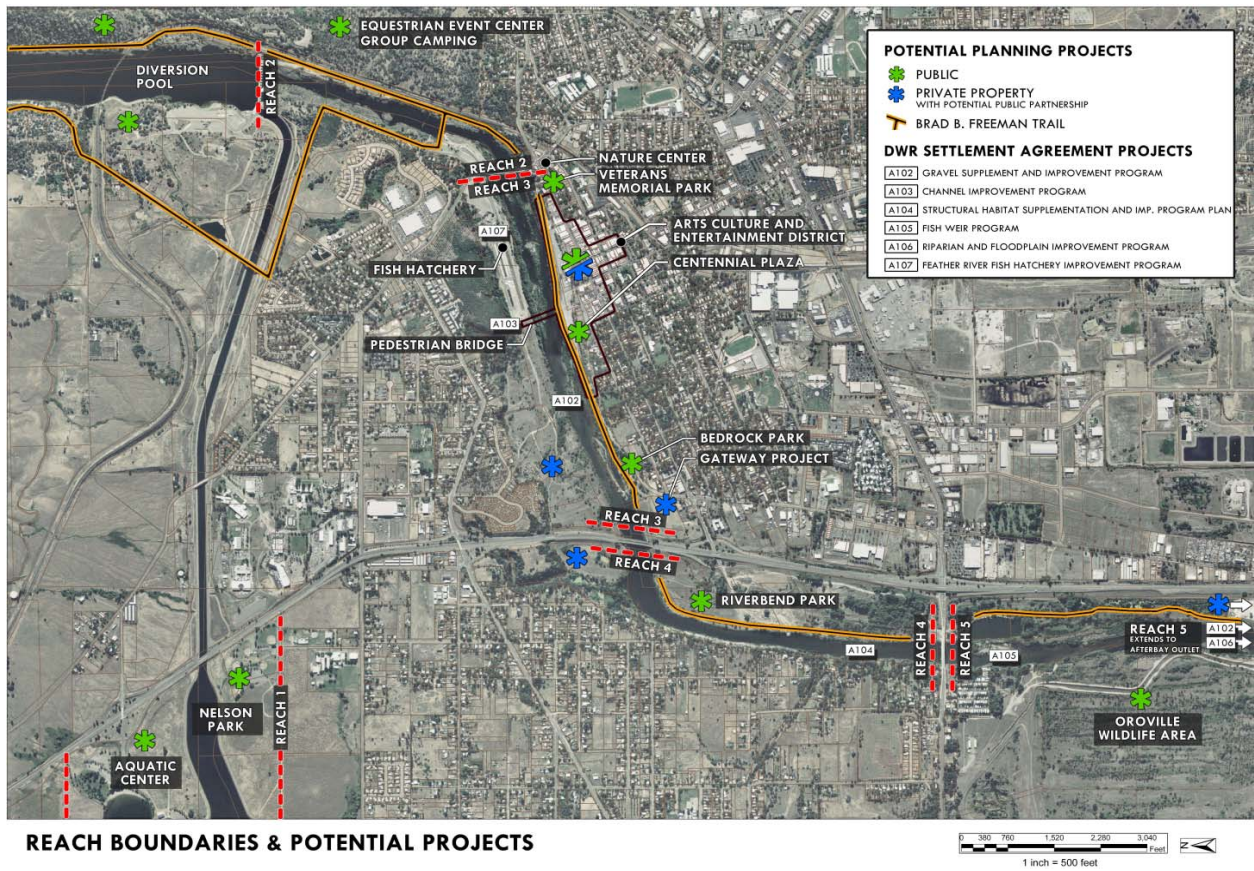 EQUESTRIAN EVENT CENTER
GROUP CAMPING
DIVERSION
POOL
REACH 2
POTENTIAL PLANNING PROJECTS
PUBLIC
PRIVATE PROPERTY
WITH POTENTIAL PUBLIC PARTNERSHIP
BRAD B. FREEMAN TRAIL
DWR SETTLEMENT AGREEMENT PROJECTS
A102 GRAVEL SUPPLEMENT AND IMPROVEMENT PROGRAM
A103 CHANNEL IMPROVEMENT PROGRAM
A104 STRUCTURAL HABITAT SUPPLEMENTATION AND IMP. PROGRAM PLAN
A105 FISH WEIR PROGRAM
A106 RIPARIAN AND FLOODPLAIN IMPROVEMENT PROGRAM
A107 FEATHER RIVER FISH HATCHERY IMPROVEMENT PROGRAM
REACH 2
REACH 3
NATURE CENTER
VETERANS
MEMORIAL PARK
A107
ARTS CULTURE AND
ENTERTAINMENT DISTRICT
FISH HATCHERY
CENTENNIAL PLAZA
A103
PEDESTRIAN BRIDGE
A102
BEDROCK PARK
GATEWAY PROJECT
REACH 3
REACH 4
RIVERBEND PARK
A104
REACH 4
REACH 5
A105
REACH 5
EXTENDS TO
AFTERBAY OUTLET
A102
A106
OROVILLE
WILDLIFE AREA
NELSON
PARK
REACH 1
AQUATIC
CENTER
REACH BOUNDARIES & POTENTIAL PROJECTS
0 380 760 1,520 2,280 3,040
Feet
1 inch = 500 feet
N